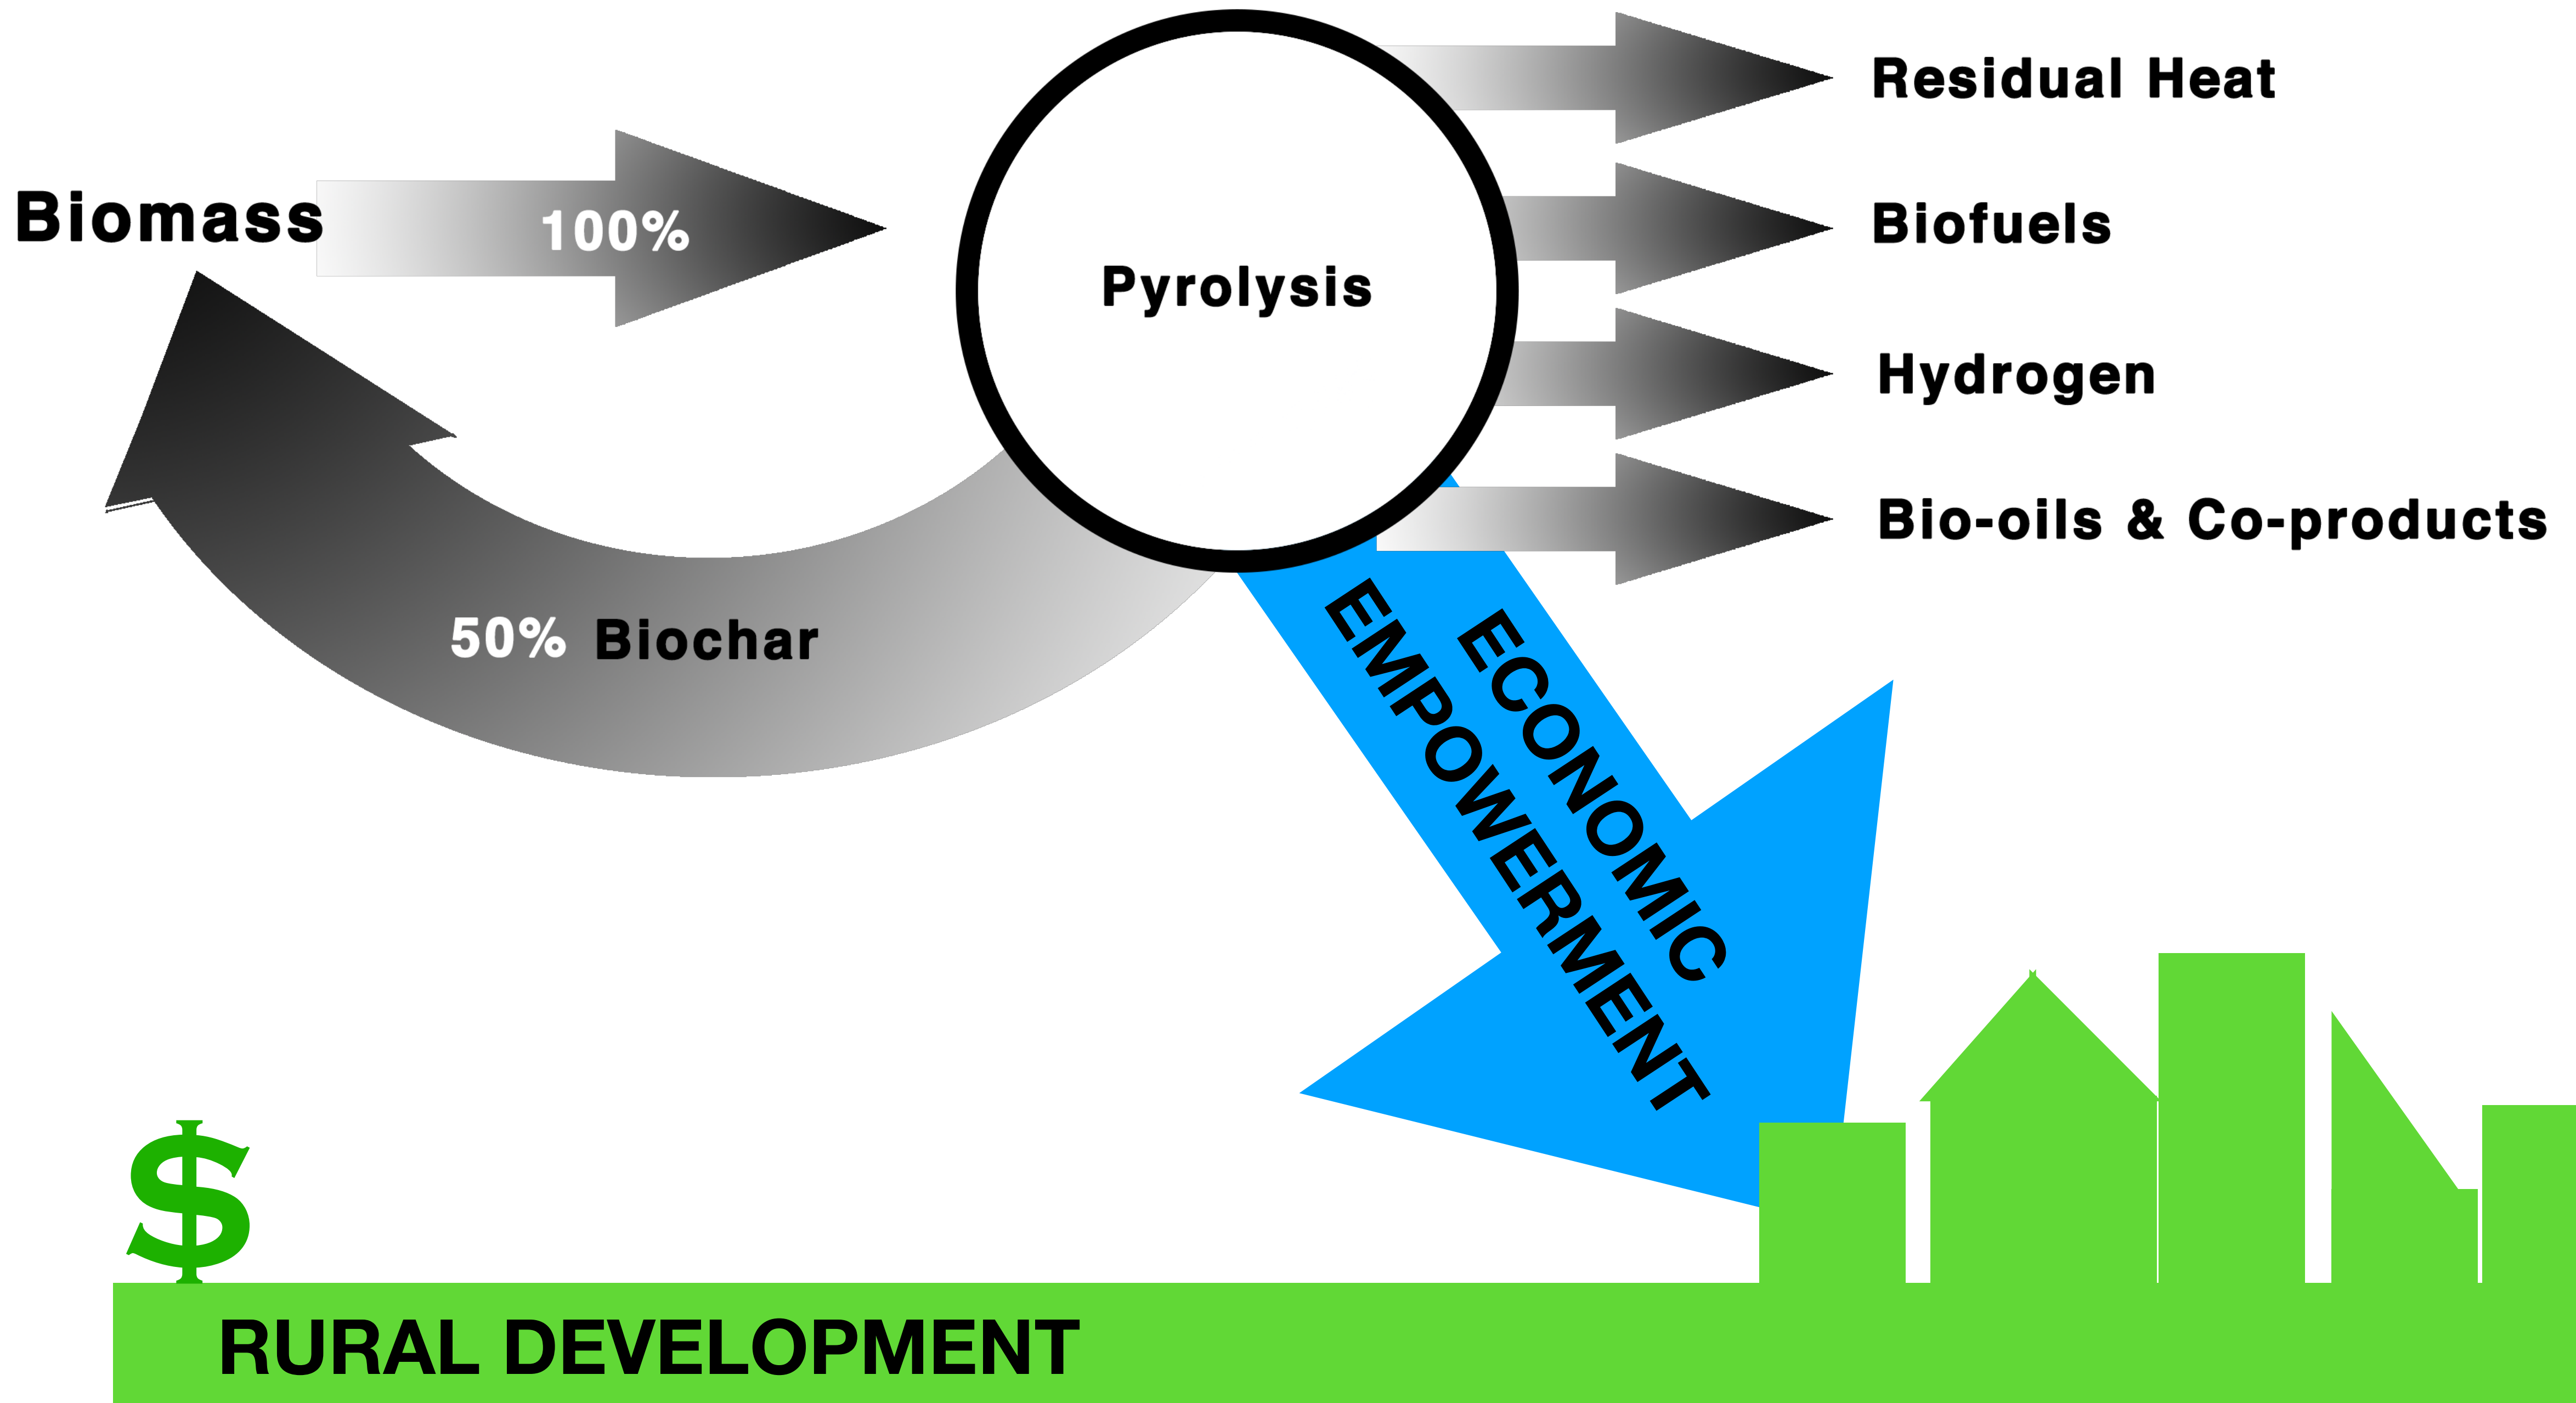 Residual Heat
Biomass
100%
Biofuels
Pyrolysis
Hydrogen
Bio-oils & Co-products
50% Biochar
ECONOMIC
EMPOWERMENT
$
RURAL DEVELOPMENT